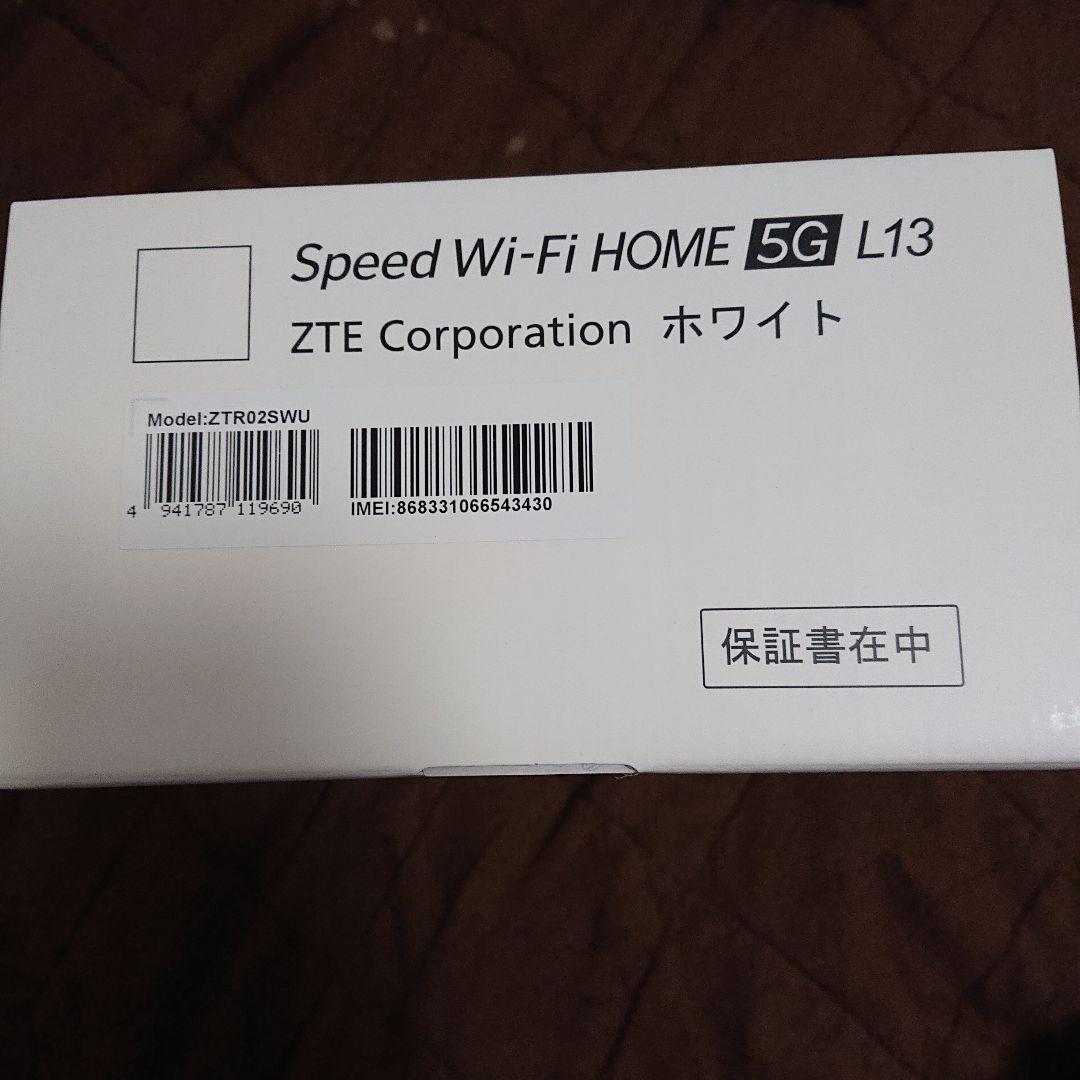 Speed Wi-Fi HOME 5G L13
ZTE Corporation ホワイト
Model:ZTR02SWU
4 941787 119690
IMEI:868331066543430
保証書在中